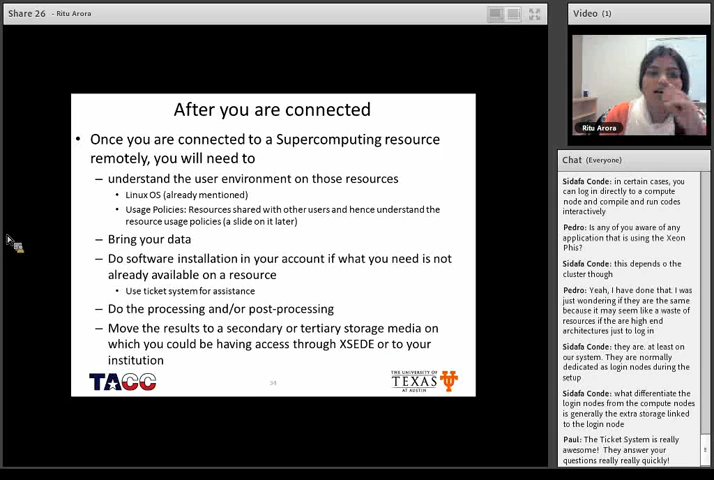 Share 26 - Ritu Arora
After you are connected
• Once you are connected to a Supercomputing resource
remotely, you will need to
– understand the user environment on those resources
• Linux OS (already mentioned)
• Usage Policies: Resources shared with other users and hence understand the
resource usage policies (a slide on it later)
– Bring your data
– Do software installation in your account if what you need is not
already available on a resource
• Use ticket system for assistance
– Do the processing and/or post-processing
– Move the results to a secondary or tertiary storage media on
which you could be having access through XSEDE or to your
institution
TACC
34
THE UNIVERSITY OF
TEXAS
AT AUSTIN
Video (1)
Ritu Arora
Chat (Everyone)
Sidafa Conde: in certain cases, you
can log in directly to a compute
node and compile and run codes
interactively
Pedro: Is any of you aware of any
application that is using the Xeon
Phis?
Sidafa Conde: this depends o the
cluster though
Pedro: Yeah, I have done that. I was
just wondering if they are the same
because it may seem like a waste of
resources if the are high end
architectures just to log in
Sidafa Conde: they are. at least on
our system. They are normally
dedicated as login nodes during the
setup
Sidafa Conde: what differentiate the
login nodes from the compute nodes
is generally the extra storage linked
to the login node
Paul: The Ticket System is really
awesome! They answer your
questions really really quickly!